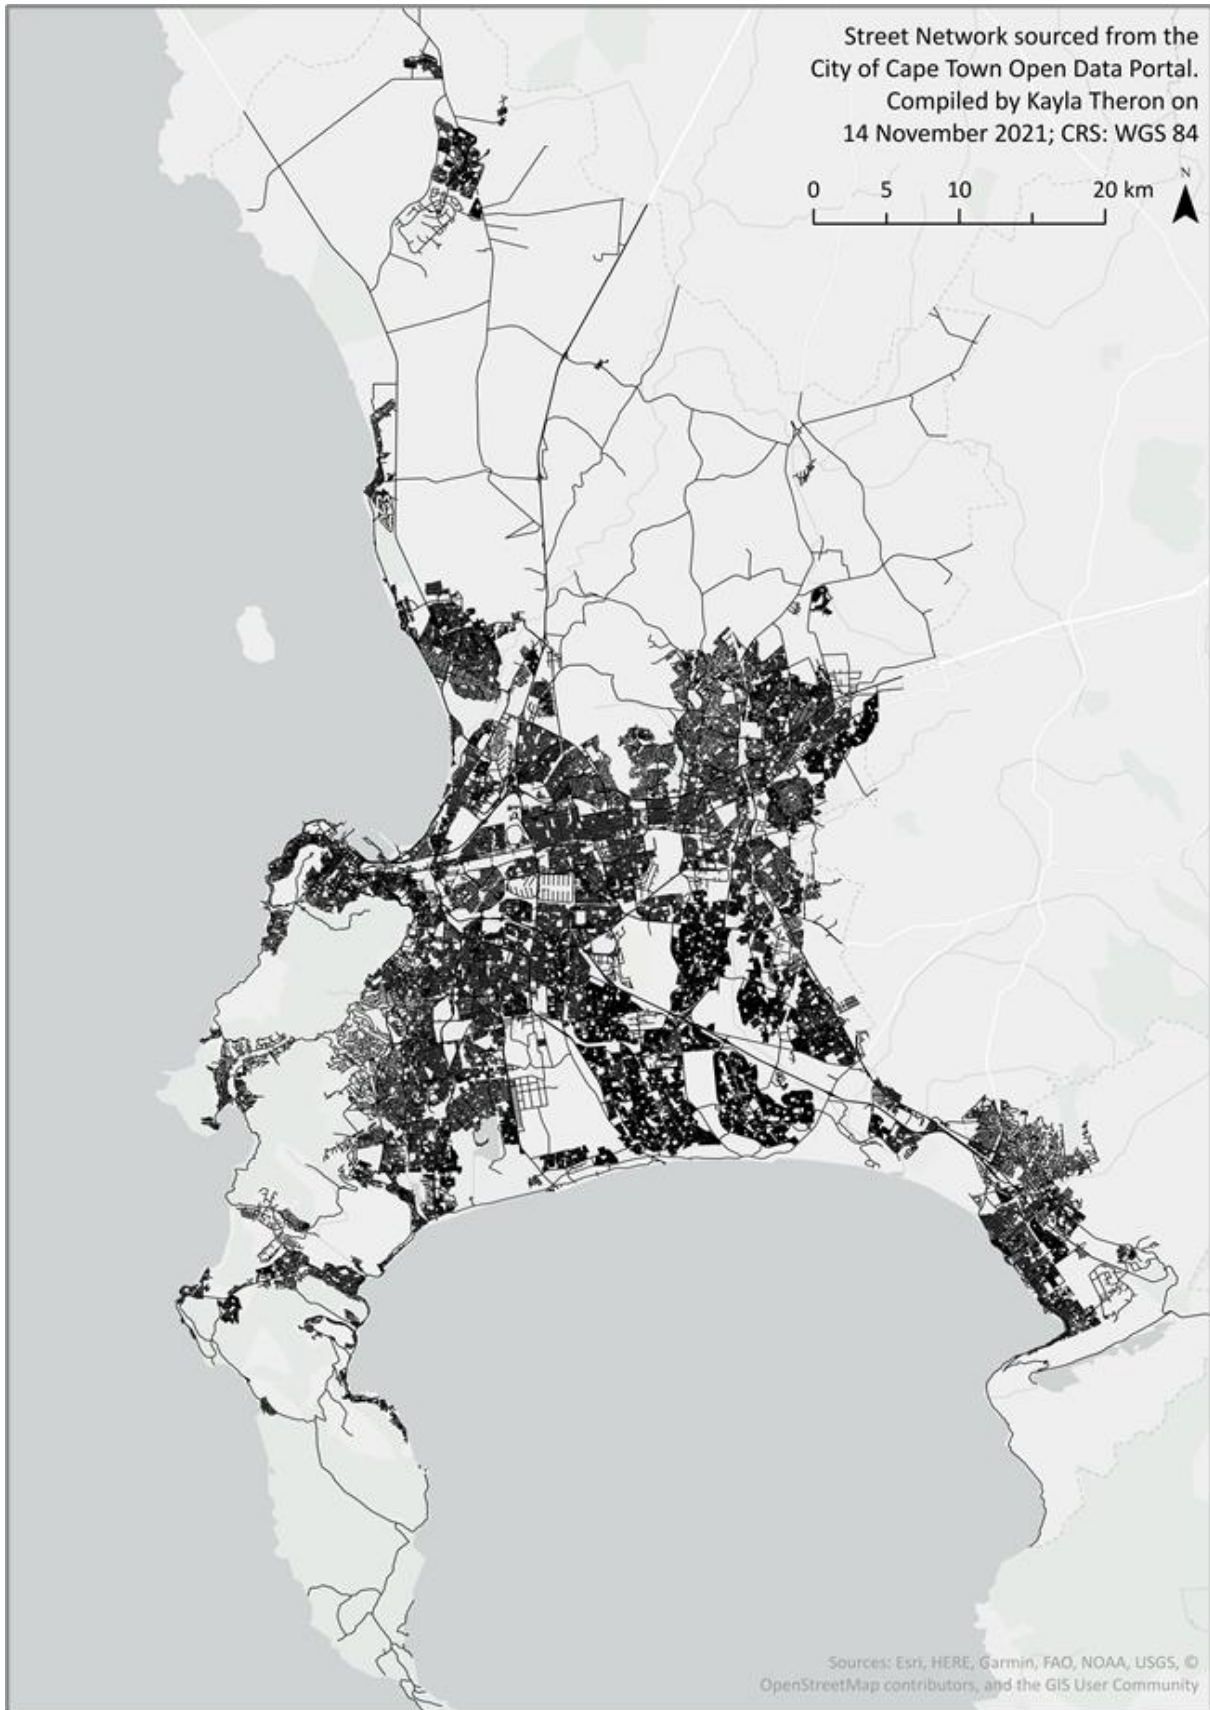 Street Network sourced from the
City of Cape Town Open Data Portal.
Compiled by Kayla Theron on
14 November 2021; CRS: WGS 84
0 5 10 20 km
N
Sources: Esri, HERE, Garmin, FAO, NOAA, USGS, ©
OpenStreetMap contributors, and the GIS User Community